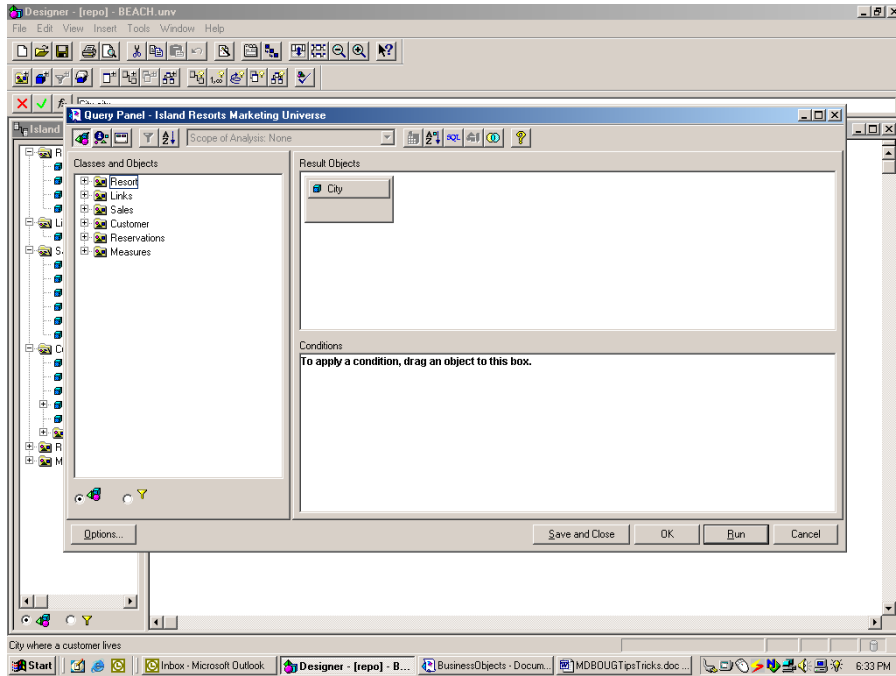 Designer - [repo] - BEACH.unv
File Edit View Insert Tools Window Help
Query Panel - Island Resorts Marketing Universe
Island
Scope of Analysis: None
SQL
Classes and Objects
Result Objects
Resort
Links
Sales
Customer
Reservations
Measures
City
R
Li
S
C
R
M
Conditions
To apply a condition, drag an object to this box.
Options...
Save and Close
OK
Run
Cancel
City where a customer lives
Start
Inbox - Microsoft Outlook
Designer - [repo] - B...
BusinessObjects - Docum...
MDBOUGTipsTricks.doc ...
6:33 PM